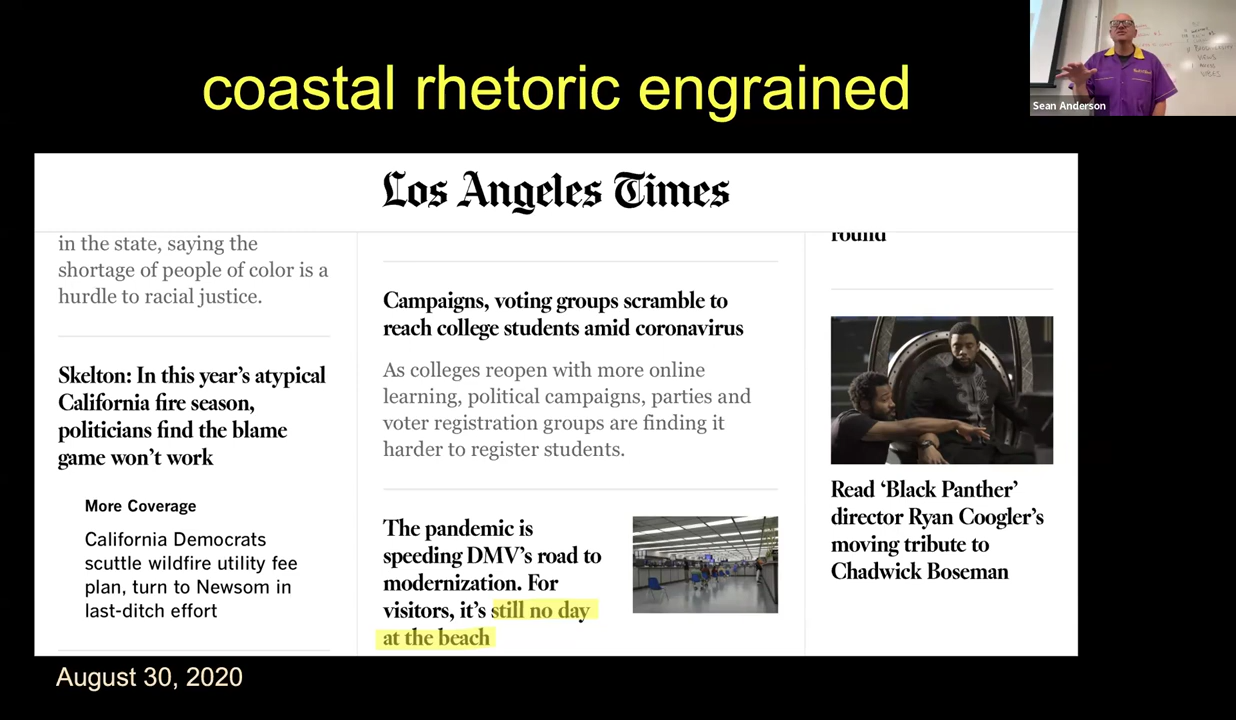 coastal rhetoric engrained
Sean Anderson
Los Angeles Times
in the state, saying the
shortage of people of color is a
hurdle to racial justice.
Skelton: In this year's atypical
California fire season,
politicians find the blame
game won't work
More Coverage
California Democrats
scuttle wildfire utility fee
plan, turn to Newsom in
last-ditch effort
Campaigns, voting groups scramble to
reach college students amid coronavirus
As colleges reopen with more online
learning, political campaigns, parties and
voter registration groups are finding it
harder to register students.
The pandemic is
speeding DMV's road to
modernization. For
visitors, it's still no day
at the beach
round
Read ‘Black Panther’
director Ryan Coogler's
moving tribute to
Chadwick Boseman
August 30, 2020